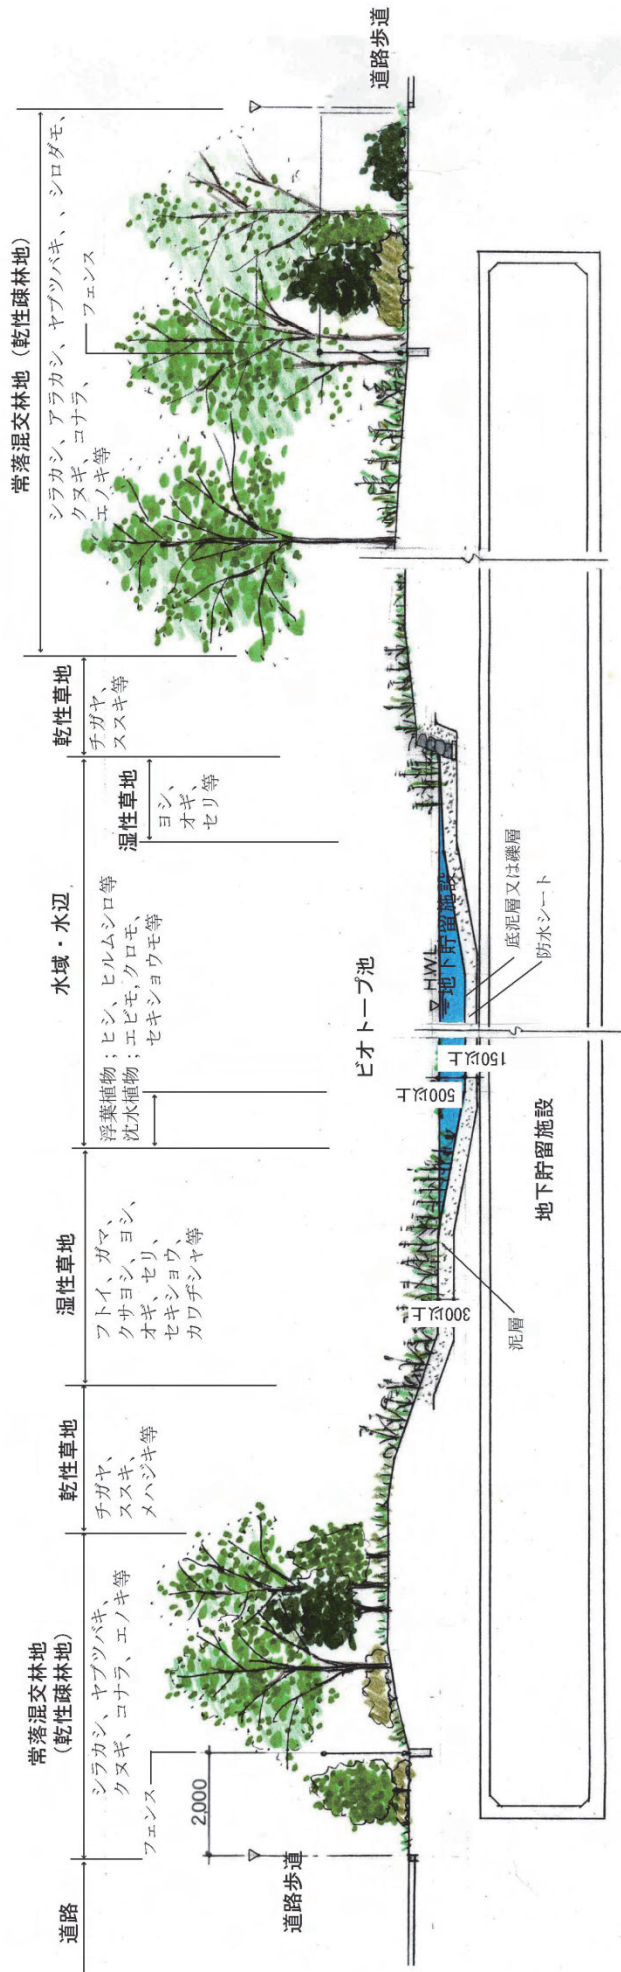 道路
常落混交林地
(乾性疎林地)
シラカシ、ヤブツバキ、
クヌギ、コナラ、エノキ等
フェンス
2,000
道路歩道
乾性草地
チガヤ、
ススキ、
メハジキ等
湿性草地
フトイ、ガマ、
クサヨシ、ヨシ、
オギ、セリ、
セキショウ、
カワヂシャ等
300以上
泥層
水域・水辺
浮葉植物；ヒシ、ヒルムシロ等
沈水植物；エビモ,クロモ、
セキショウモ等
ビオトープ池
500以上
150以上
H.W.L
地下貯留施設
底泥層又は礫層
防水シート
地下貯留施設
湿性草地
ヨシ、
オギ、
セリ等
乾性草地
チガヤ、
ススキ等
常落混交林地（乾性疎林地）
シラカシ、アラカシ、ヤブツバキ、、シロダモ、
クヌギ、コナラ、
エノキ等
フェンス
道路歩道